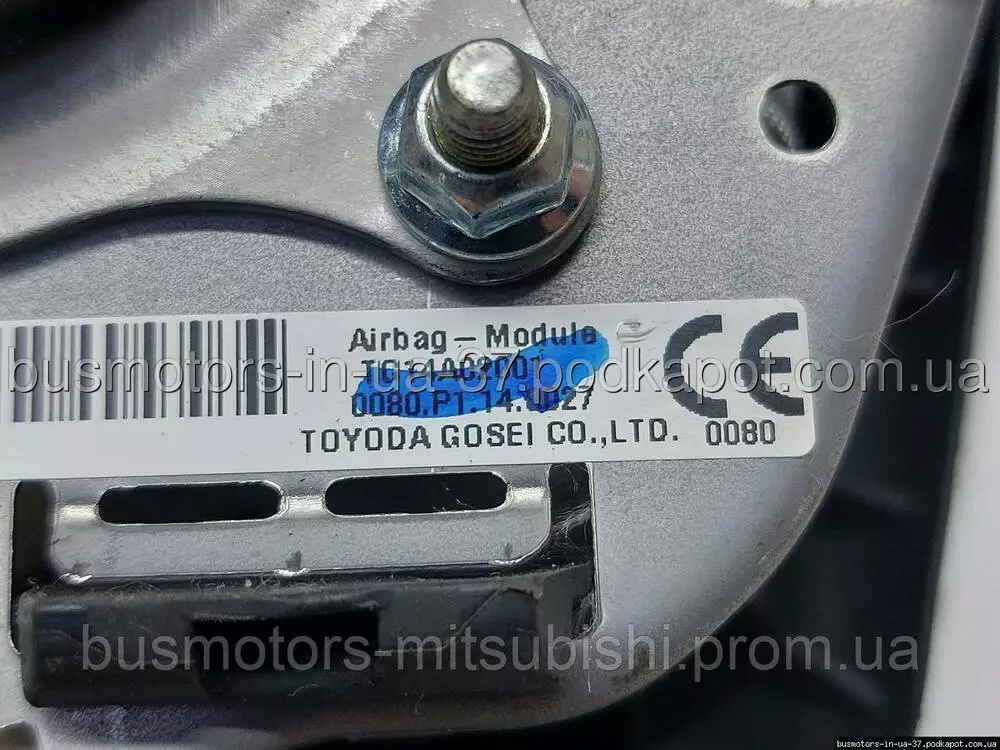 Airbag - Module
CE
TOYODA GOSEI CO.,LTD. 0080
busmotors-in-ua-37.podkapot.com.ua
busmotors-mitsubishi.prom.ua
busmotors-in-ua-37.podkapot.com.ua